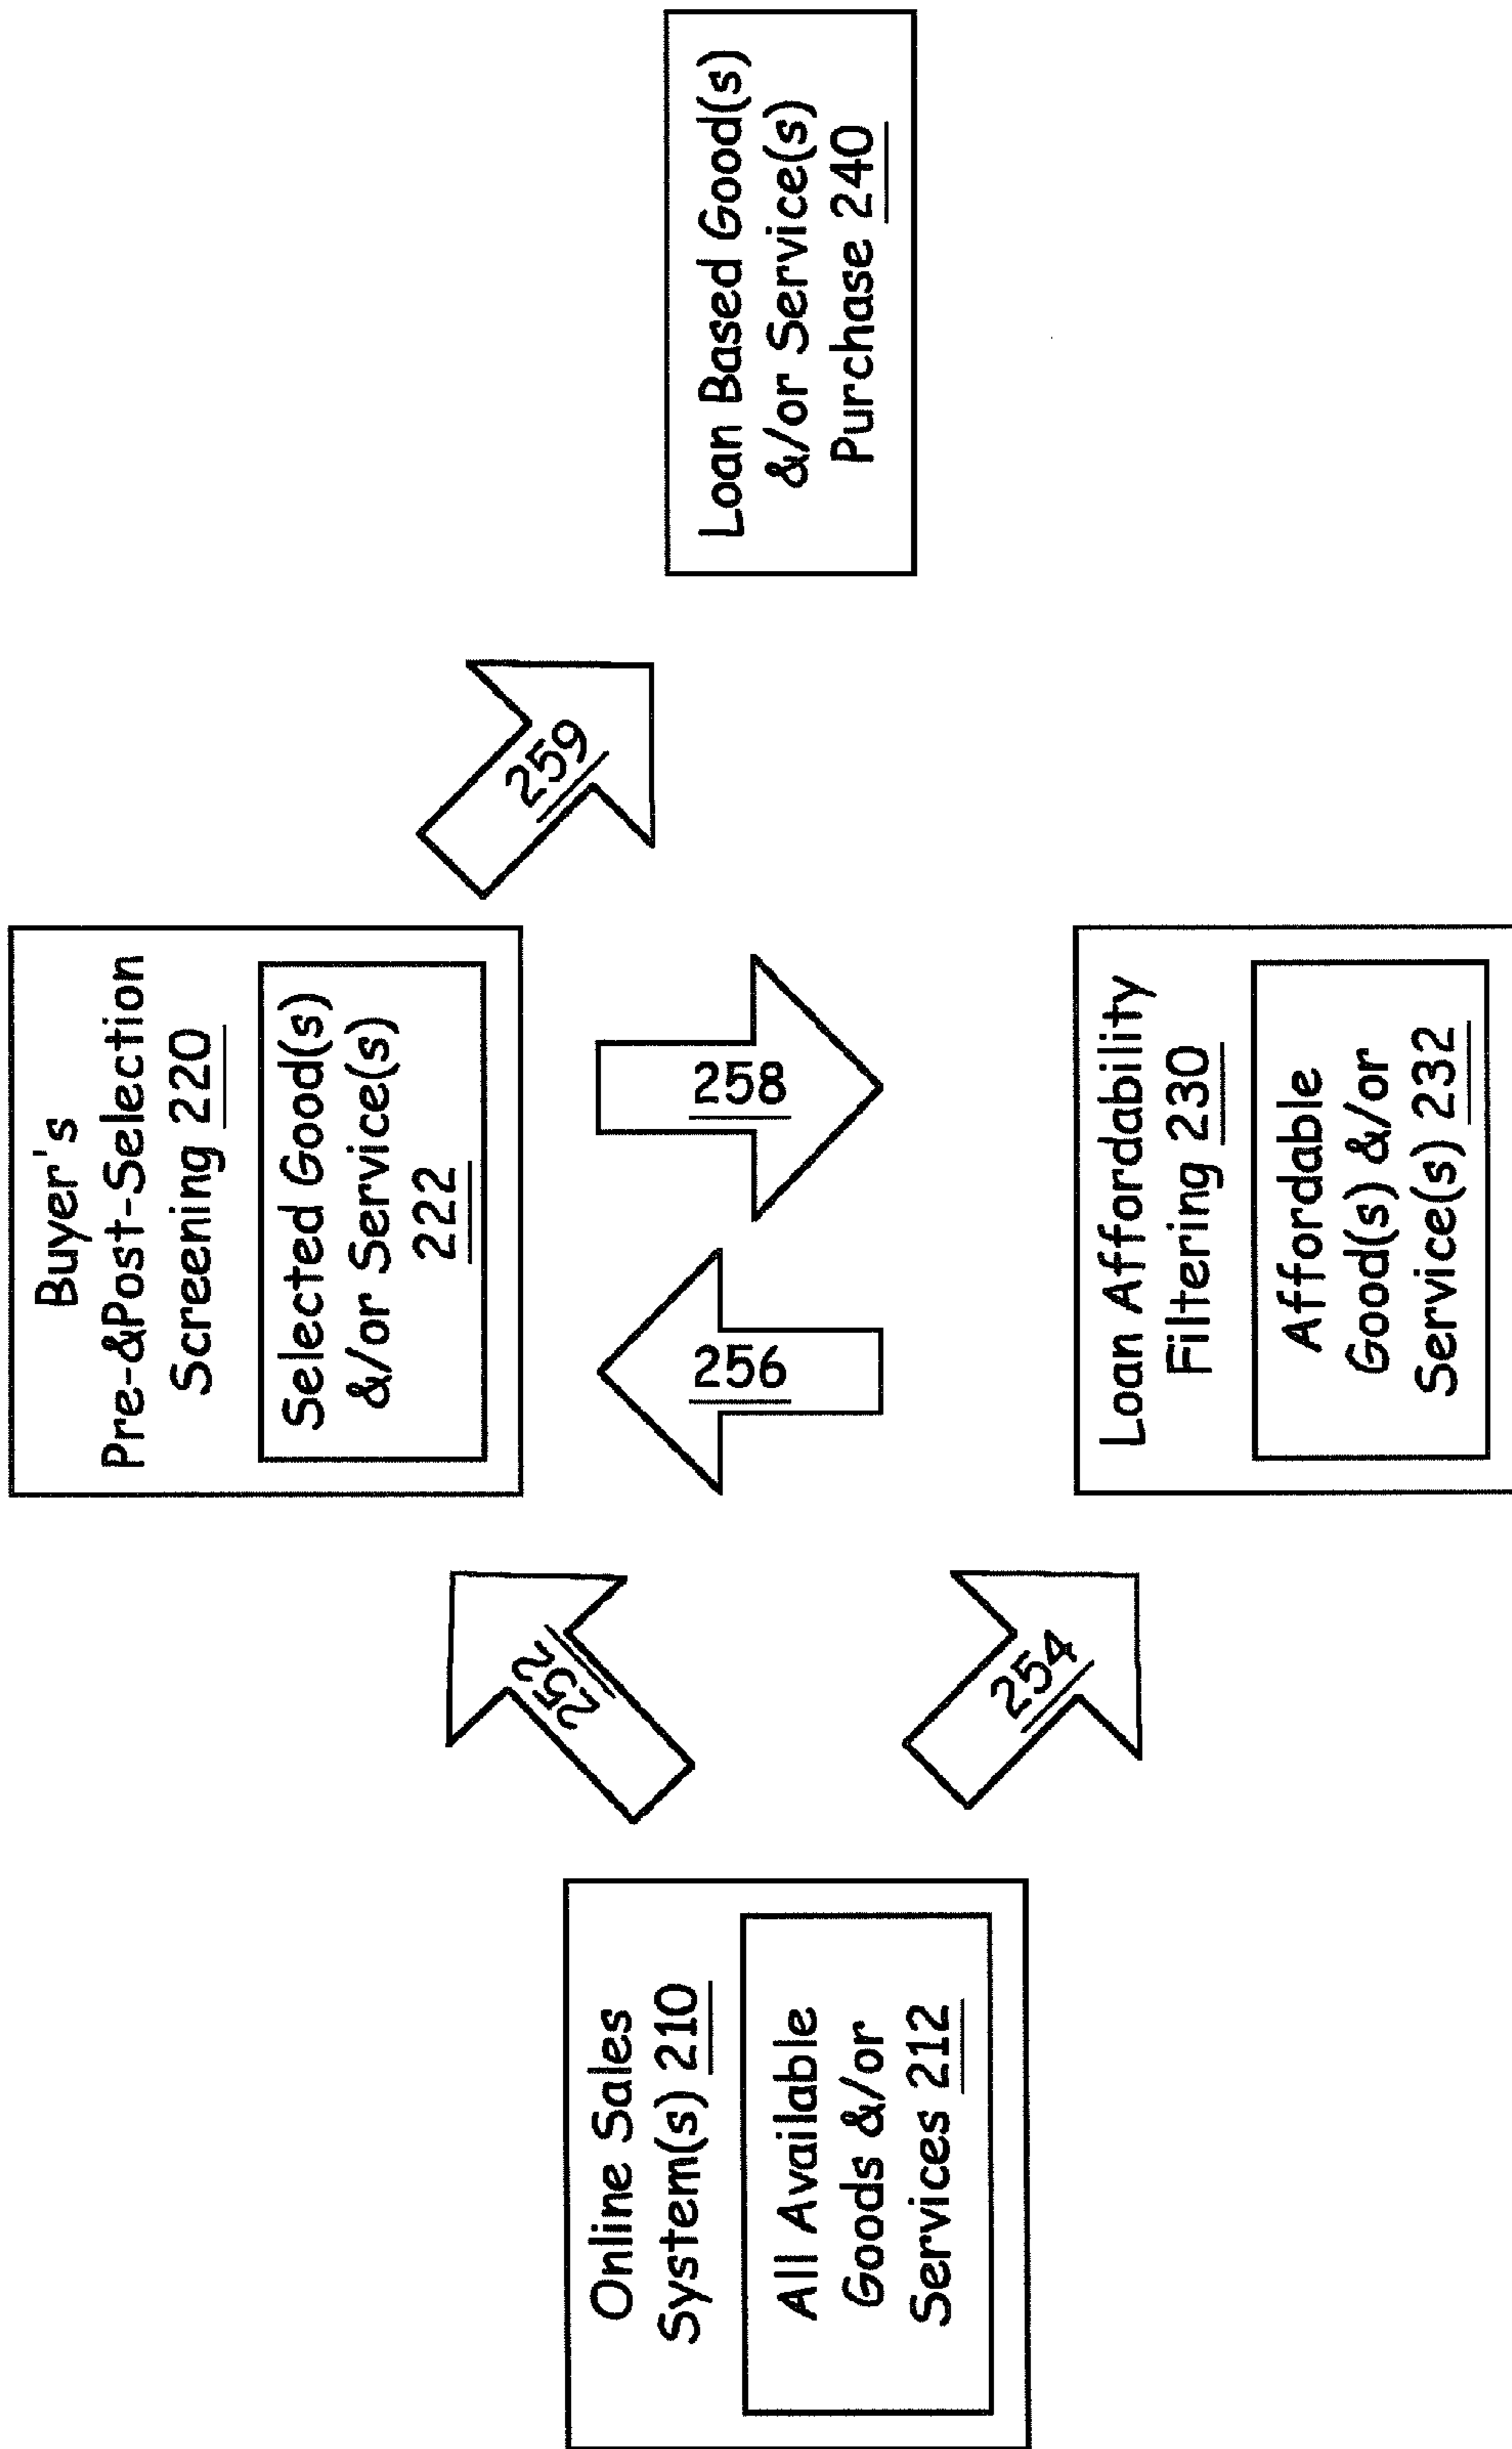 Online Sales
System(s) 210
All Available
Goods &/or
Services 212
252
254
Buyer's
Pre-&Post-Selection
Screening 220
Selected Good(s)
&/or Service(s)
222
256
258
Loan Affordability
Filtering 230
Affordable
Good(s) &/or
Service(s) 232
259
Loan Based Good(s)
&/or Service(s)
Purchase 240